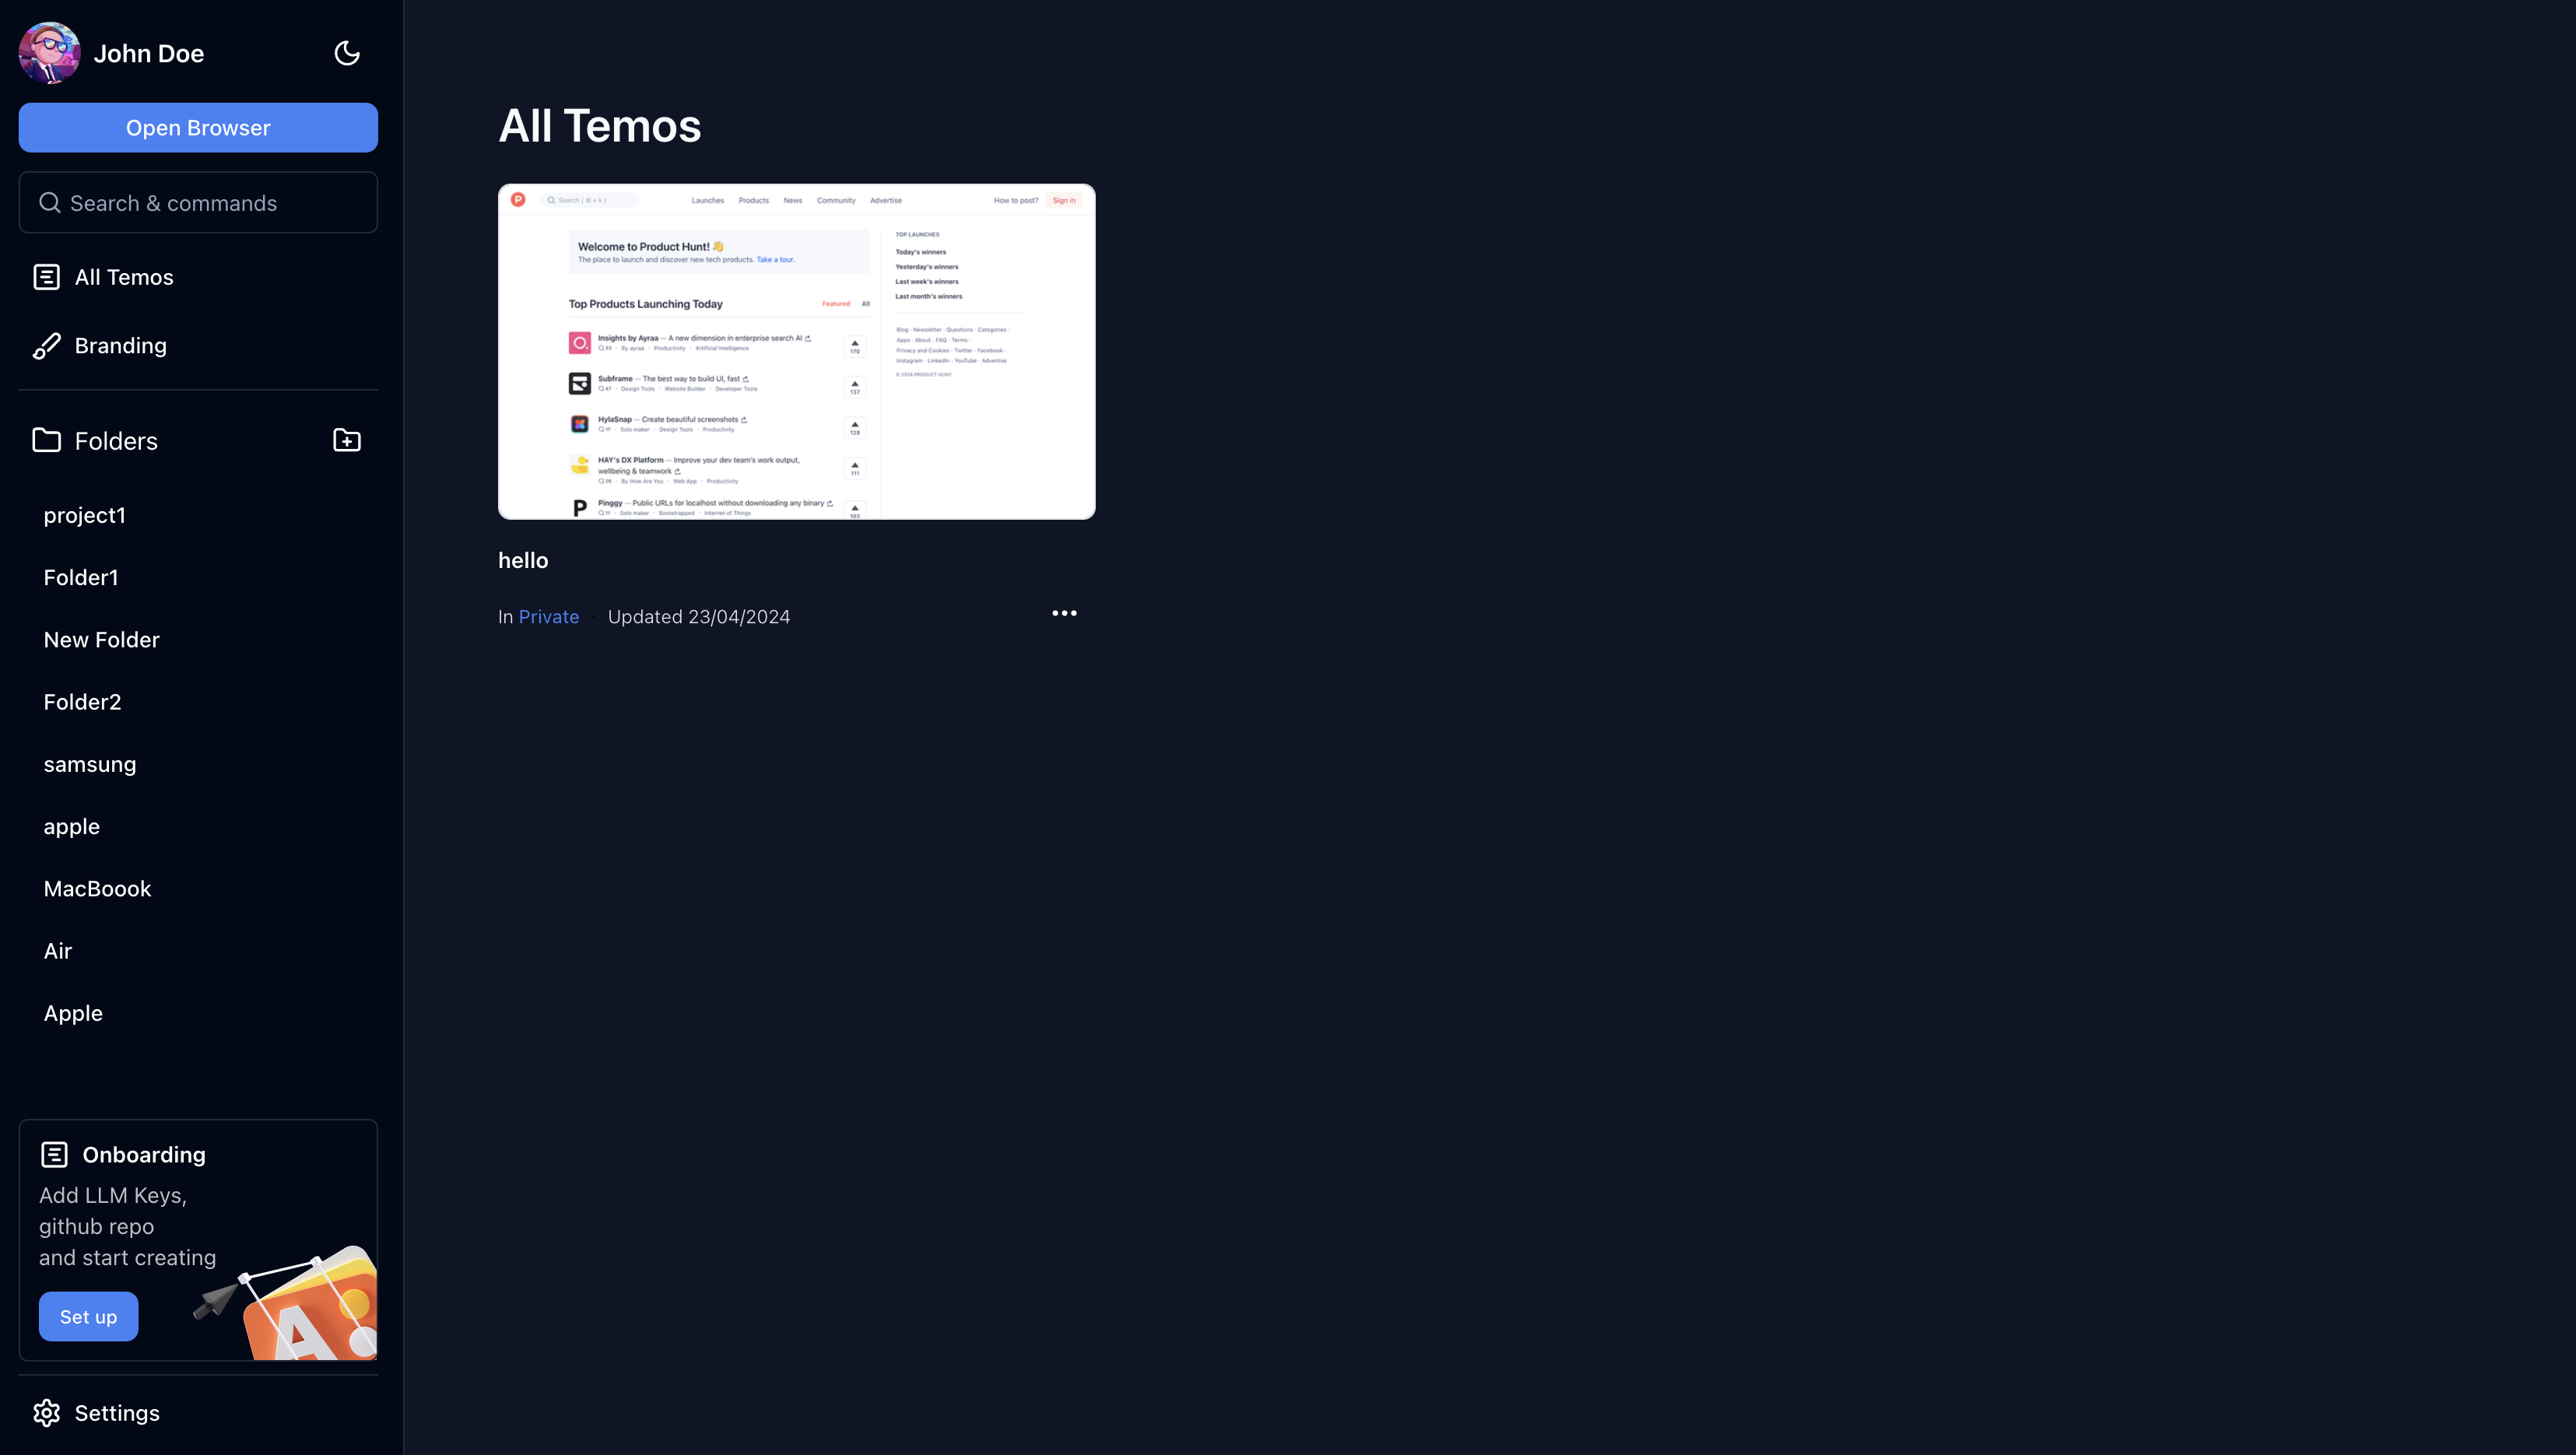 John Doe
Open Browser
Search & commands
All Temos
Branding
Folders
project1
Folder1
New Folder
Folder2
samsung
apple
MacBoook
Air
Apple
Onboarding
Add LLM Keys,
github repo
and start creating
Set up
A
Settings
All Temos
P Search ( ⌘ + k ) Launches Products News Community Advertise How to post? Sign in
Welcome to Product Hunt! 👋
The place to launch and discover new tech products. Take a tour.
Top Products Launching Today Featured All
Insights by Ayraa — A new dimension in enterprise search AI
33 · By ayraa · Productivity · Artificial Intelligence
170
Subframe — The best way to build UI, fast
47 · Design Tools · Website Builder · Developer Tools
137
HylaSnap — Create beautiful screenshots
17 · Solo maker · Design Tools · Productivity
128
HAY's DX Platform — Improve your dev team's work output,
wellbeing & teamwork
26 · By How Are You · Web App · Productivity
111
P
Pinggy — Public URLs for localhost without downloading any binary
11 · Solo maker · Bootstrapped · Internet of Things
103
TOP LAUNCHES
Today's winners
Yesterday's winners
Last week's winners
Last month's winners
Blog · Newsletter · Questions · Categories ·
Apps · About · FAQ · Terms ·
Privacy and Cookies · Twitter · Facebook ·
Instagram · LinkedIn · YouTube · Advertise
© 2024 PRODUCT HUNT
hello
In Private · Updated 23/04/2024